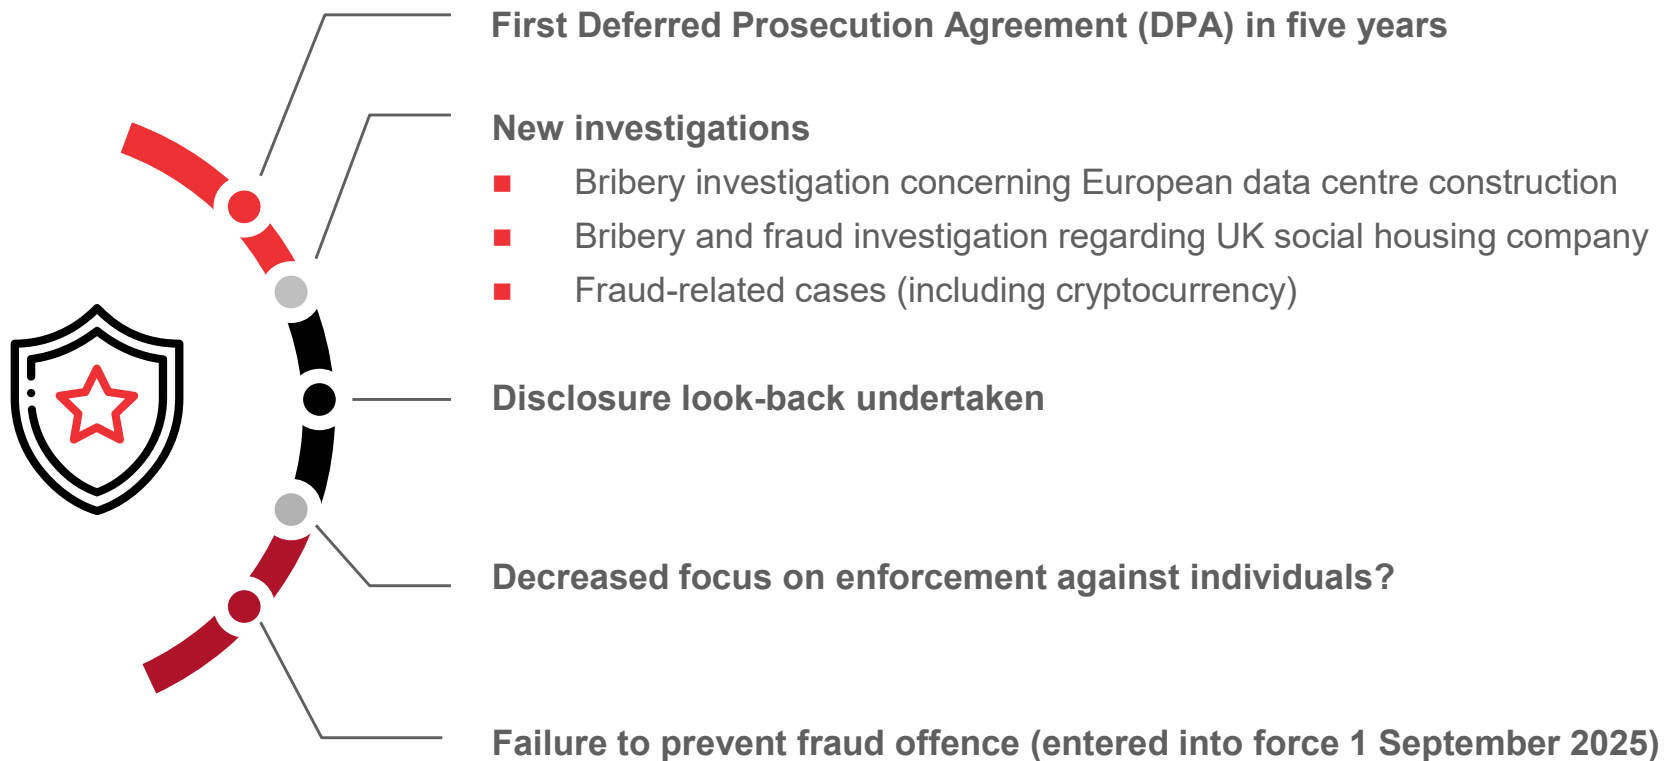 First Deferred Prosecution Agreement (DPA) in five years
New investigations
■ Bribery investigation concerning European data centre construction
■ Bribery and fraud investigation regarding UK social housing company
■ Fraud-related cases (including cryptocurrency)
Disclosure look-back undertaken
Decreased focus on enforcement against individuals?
Failure to prevent fraud offence (entered into force 1 September 2025)